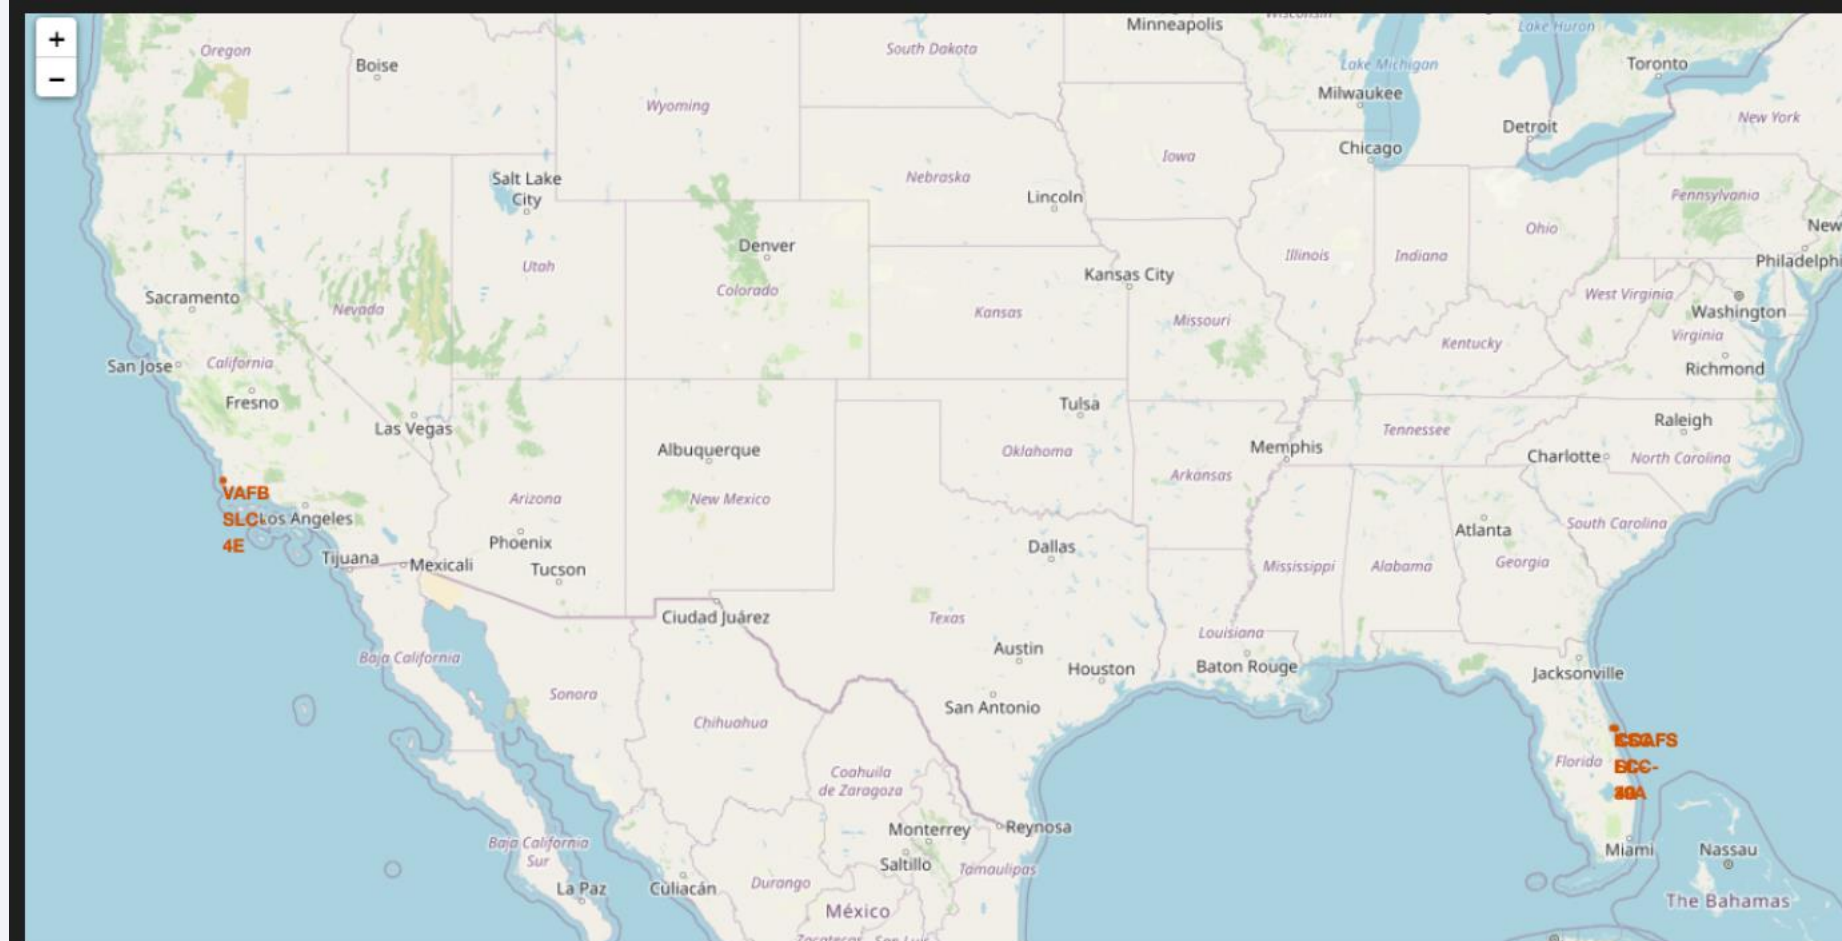 +
−
Minneapolis
Wisconsin
Lake Huron
Oregon
South Dakota
Boise
Lake Michigan
Toronto
Wyoming
Milwaukee
New York
Detroit
Chicago
Iowa
Salt Lake
City
Nebraska
Lincoln
Pennsylvania
New
Ohio
Denver
Utah
Illinois
Indiana
Philadelphi
Kansas City
Colorado
West Virginia
Sacramento
Nevada
Kansas
Missouri
Washington
Virginia
Kentucky
San Jose
California
Richmond
Fresno
Tulsa
Las Vegas
Raleigh
Tennessee
Albuquerque
Oklahoma
Memphis
Charlotte
North Carolina
Arkansas
VAFB
SLC-
4E
Los Angeles
Arizona
New Mexico
Atlanta
South Carolina
Phoenix
Dallas
Tijuana
Mexicali
Tucson
Mississippi
Alabama
Georgia
Ciudad Juárez
Texas
Louisiana
Austin
Baja California
Houston
Baton Rouge
Jacksonville
Sonora
San Antonio
Chihuahua
Florida
Coahuila
de Zaragoza
Monterrey
Reynosa
Baja California
Sur
Saltillo
Tamaulipas
Miami
Nassau
La Paz
Culiacán
Durango
México
The Bahamas
Zacatecas
San Luis